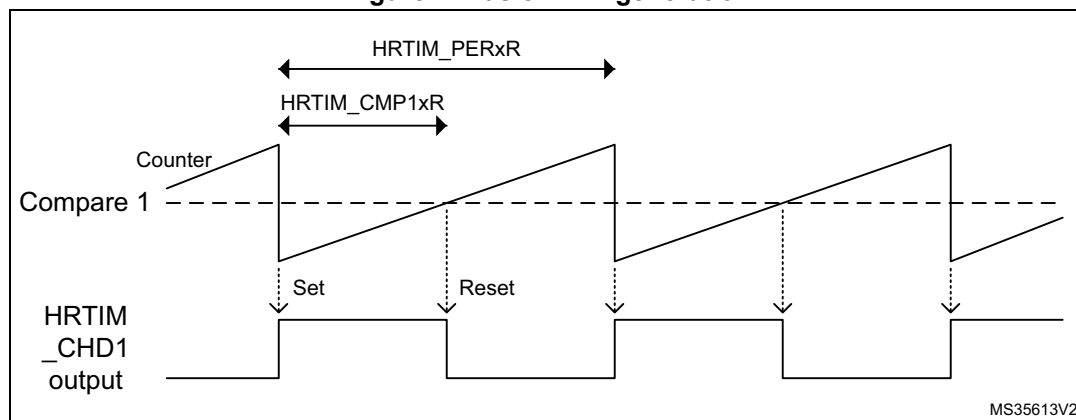 HRTIM_PERxR
HRTIM_CMP1xR
Counter
Compare 1
Set
Reset
HRTIM
_CHD1
output
MS35613V2